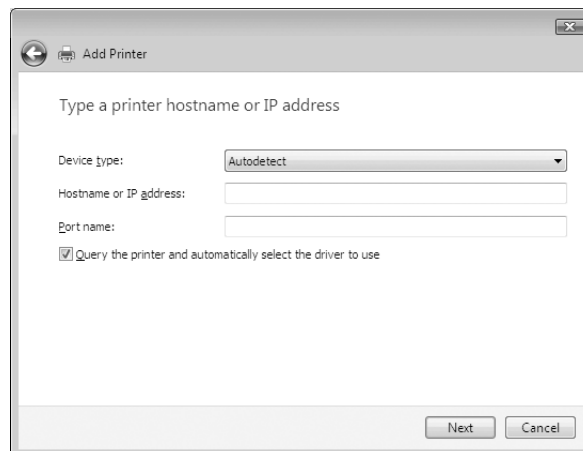 Add Printer
Type a printer hostname or IP address
Device type:
Autodetect
Hostname or IP address:
Port name:
Query the printer and automatically select the driver to use
Next
Cancel